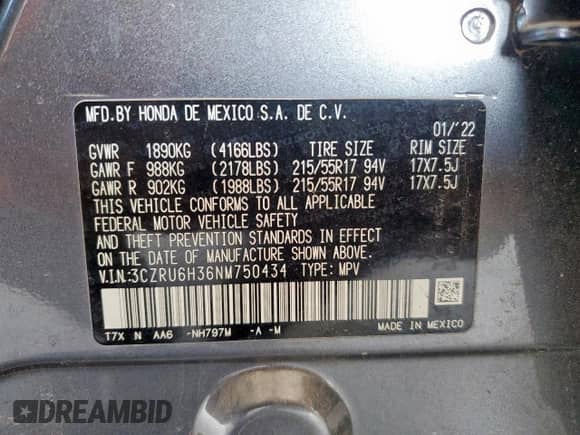 MFD.BY HONDA DE MEXICO S.A. DE C.V.
01/'22
GVWR 1890KG (4166LBS) TIRE SIZE RIM SIZE
GAWR F 988KG (2178LBS) 215/55R17 94V 17X7.5J
GAWR R 902KG (1988LBS) 215/55R17 94V 17X7.5J
THIS VEHICLE CONFORMS TO ALL APPLICABLE
FEDERAL MOTOR VEHICLE SAFETY
AND THEFT PREVENTION STANDARDS IN EFFECT
ON THE DATE OF MANUFACTURE SHOWN ABOVE.
V.I.N.:3CZRU6H36NM750434 TYPE: MPV
T7X N AA6 -NH797M -A -M
MADE IN MEXICO
DREAMBID